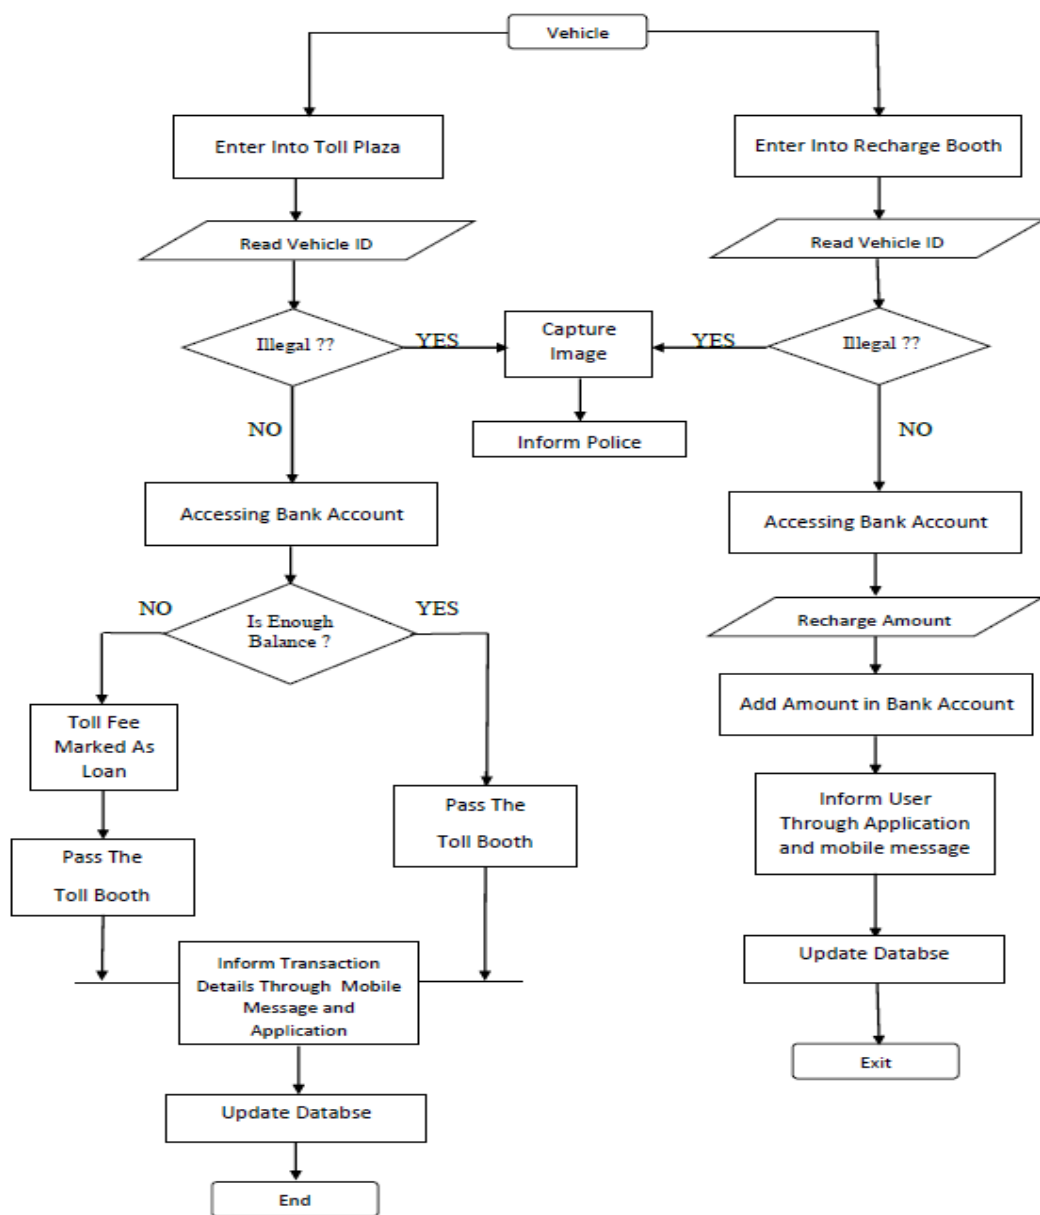 Vehicle
Enter Into Toll Plaza
Enter Into Recharge Booth
Read Vehicle ID
Read Vehicle ID
Illegal ??
YES
Capture
Image
YES
Illegal ??
NO
Inform Police
NO
Accessing Bank Account
Accessing Bank Account
NO
Is Enough
Balance ?
YES
Recharge Amount
Toll Fee
Marked As
Loan
Add Amount in Bank Account
Pass The
Toll Booth
Inform User
Through Application
and mobile message
Pass The
Toll Booth
Inform Transaction
Details Through Mobile
Message and
Application
Update Databse
Exit
Update Databse
End